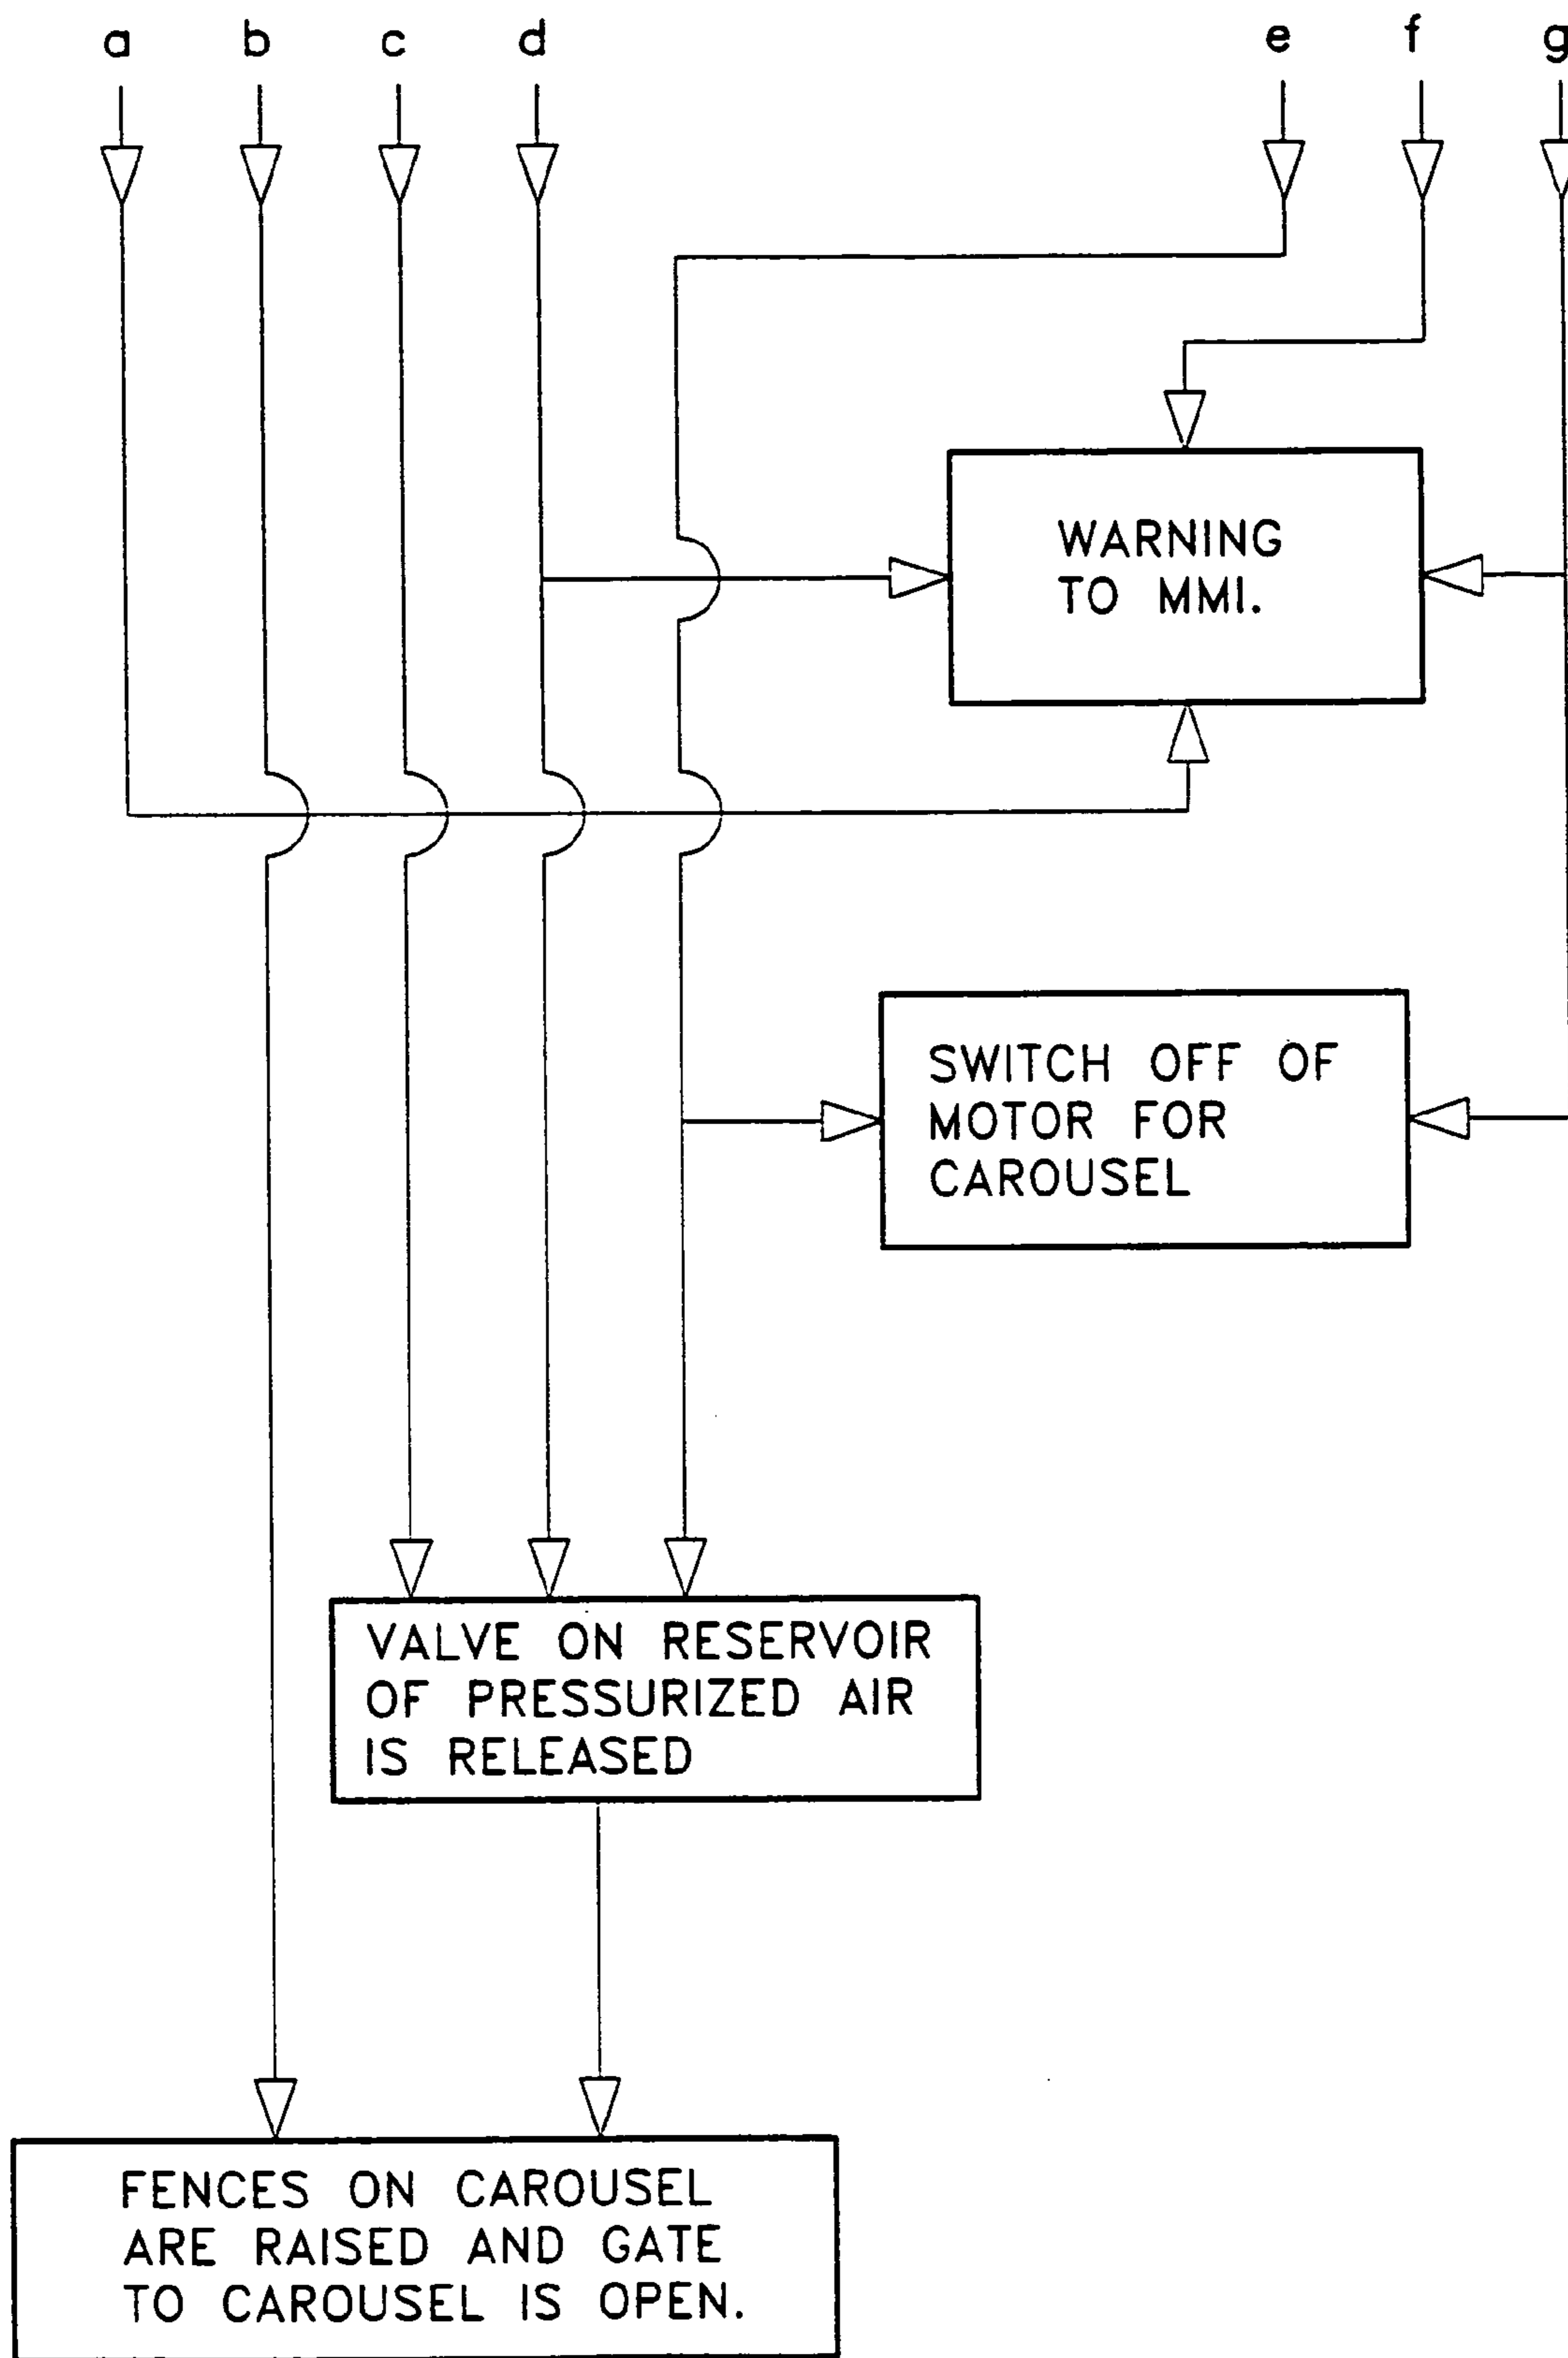 a b c d e f g
WARNING
TO MMI.
SWITCH OFF OF
MOTOR FOR
CAROUSEL
VALVE ON RESERVOIR
OF PRESSURIZED AIR
IS RELEASED
FENCES ON CAROUSEL
ARE RAISED AND GATE
TO CAROUSEL IS OPEN.